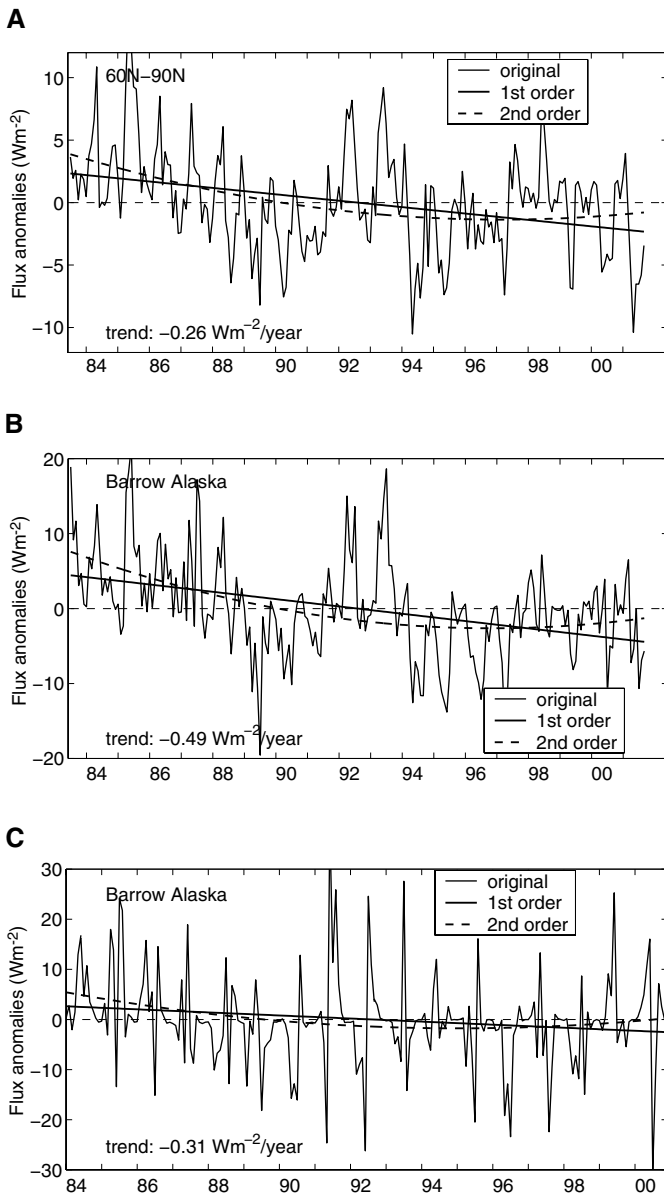 A
60N−90N
original
1st order
2nd order
10
5
0
−5
−10
Flux anomalies (Wm-2)
trend: −0.26 Wm−2/year
84 86 88 90 92 94 96 98 00
B
Barrow Alaska
20
10
0
−10
−20
Flux anomalies (Wm-2)
original
1st order
2nd order
trend: −0.49 Wm−2/year
84 86 88 90 92 94 96 98 00
C
Barrow Alaska
original
1st order
2nd order
30
20
10
0
−10
−20
−30
Flux anomalies (Wm-2)
trend: −0.31 Wm−2/year
84 86 88 90 92 94 96 98 00